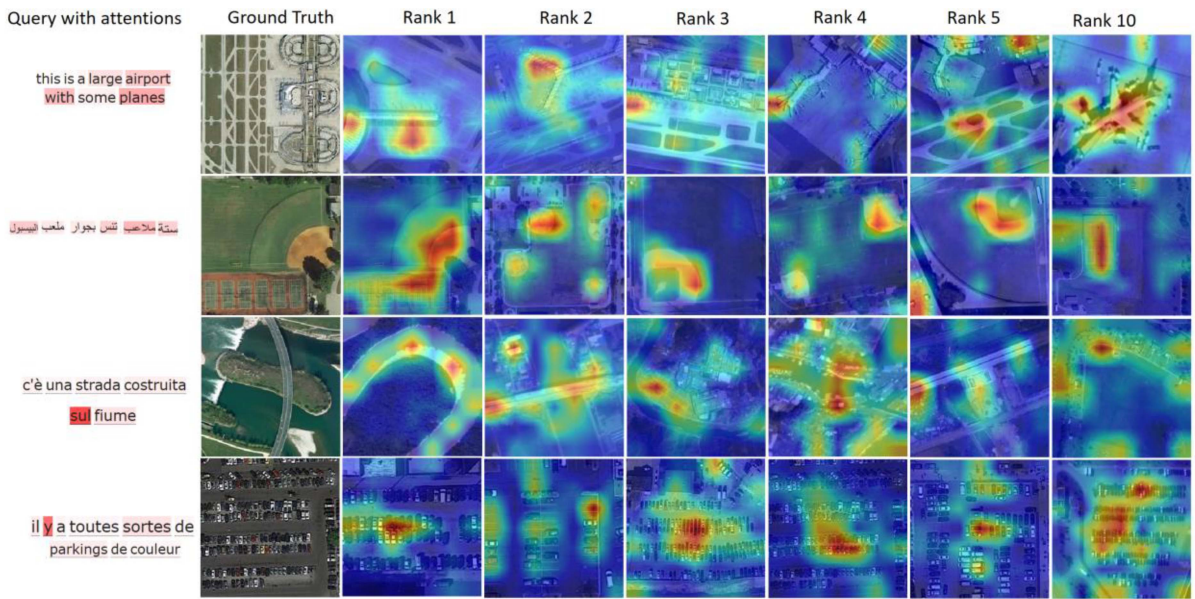 Query with attentions Ground Truth Rank 1 Rank 2 Rank 3 Rank 4 Rank 5 Rank 10
this is a large airport
with some planes
ستة ملاعب تنس بجوار ملعب البيسبول
c'è una strada costruita
sul fiume
il y a toutes sortes de
parkings de couleur